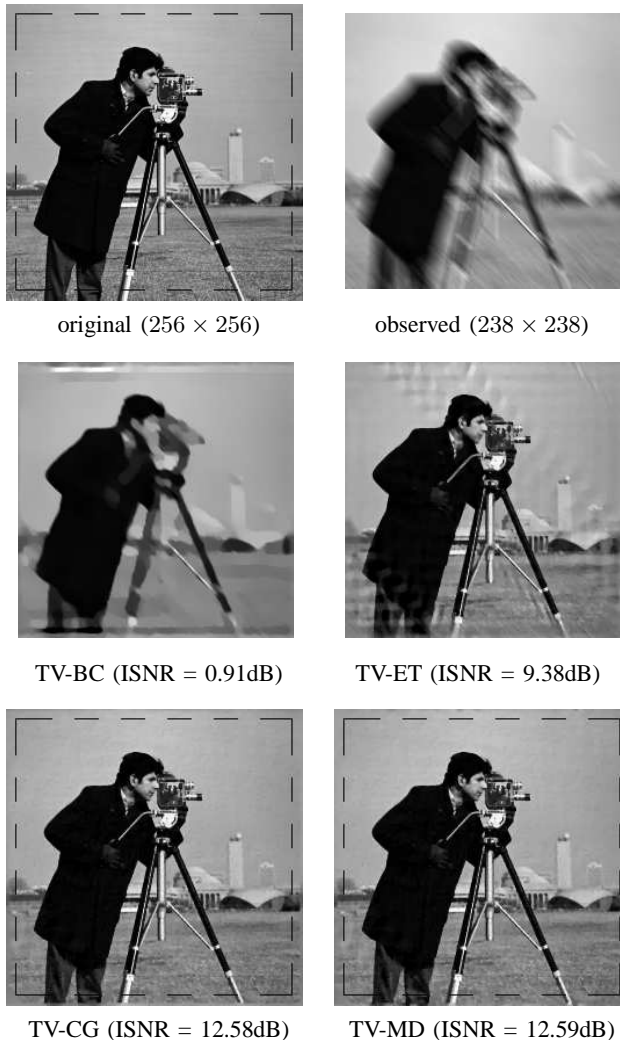 original (256 × 256)
observed (238 × 238)
TV-BC (ISNR = 0.91dB)
TV-ET (ISNR = 9.38dB)
TV-CG (ISNR = 12.58dB)
TV-MD (ISNR = 12.59dB)